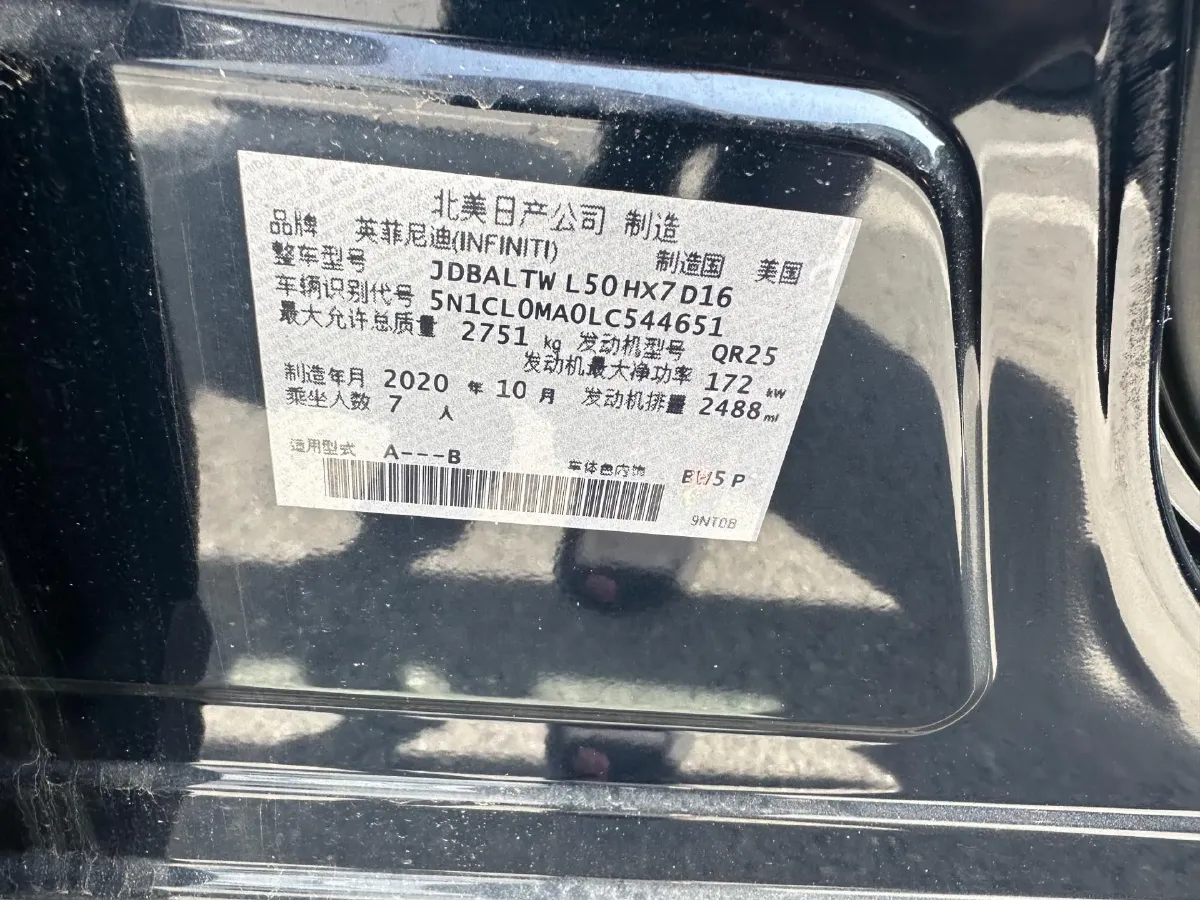 北美日产公司 制造
品牌 英菲尼迪(INFINITI) 制造国 美国
整车型号 JDBALTW L50 HX7 D16
车辆识别代号 5N1CL0MA0LC544651
最大允许总质量 2751 kg 发动机型号 QR25
发动机最大净功率 172 kW
制造年月 2020 年 10 月 发动机排量 2488 ml
乘坐人数 7 人
适用型式 A---B 车体色内饰 BW5 P
9NT0B